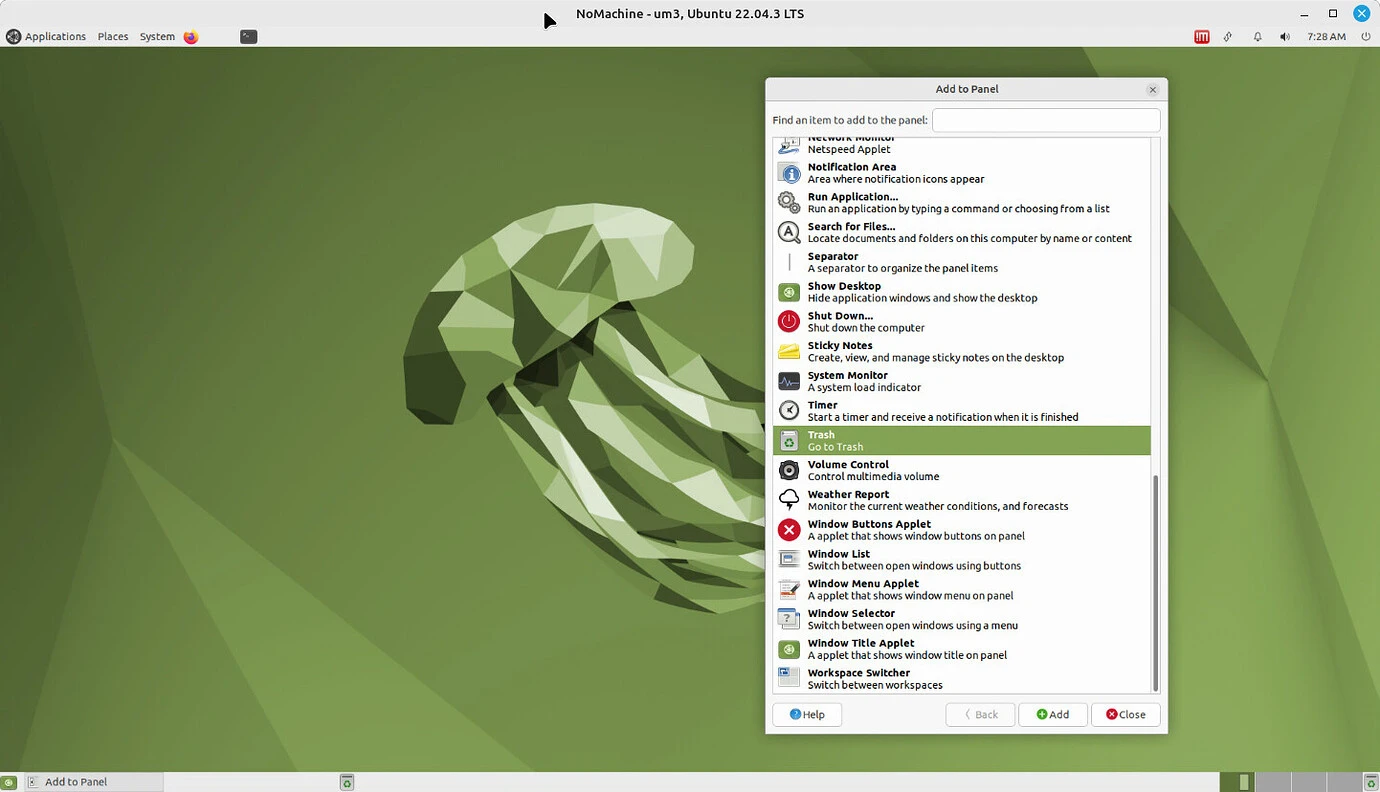 NoMachine - um3, Ubuntu 22.04.3 LTS
Applications Places System 7:28 AM
Add to Panel
Find an item to add to the panel:
Network Monitor
Netspeed Applet
Notification Area
Area where notification icons appear
Run Application...
Run an application by typing a command or choosing from a list
Search for Files...
Locate documents and folders on this computer by name or content
Separator
A separator to organize the panel items
Show Desktop
Hide application windows and show the desktop
Shut Down...
Shut down the computer
Sticky Notes
Create, view, and manage sticky notes on the desktop
System Monitor
A system load indicator
Timer
Start a timer and receive a notification when it is finished
Trash
Go to Trash
Volume Control
Control multimedia volume
Weather Report
Monitor the current weather conditions, and forecasts
Window Buttons Applet
A applet that shows window buttons on panel
Window List
Switch between open windows using buttons
Window Menu Applet
A applet that shows window menu on panel
Window Selector
Switch between open windows using a menu
Window Title Applet
A applet that shows window title on panel
Workspace Switcher
Switch between workspaces
Help Back Add Close
Add to Panel